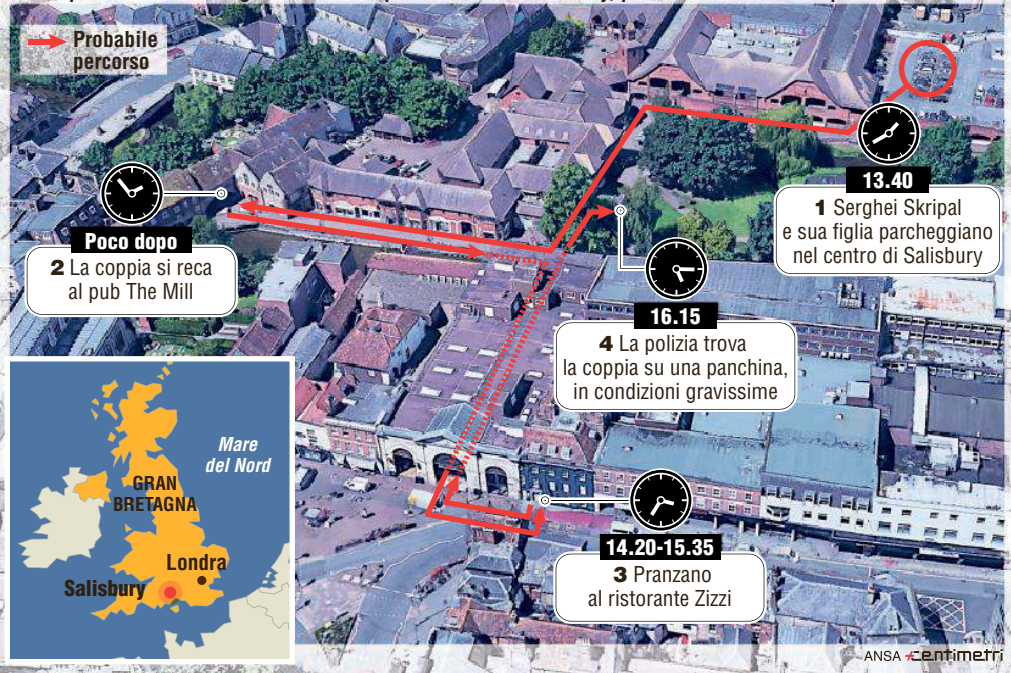 Probabile
percorso
13.40
1 Serghei Skripal
e sua figlia parcheggiano
nel centro di Salisbury
Poco dopo
2 La coppia si reca
al pub The Mill
16.15
4 La polizia trova
la coppia su una panchina,
in condizioni gravissime
14.20-15.35
3 Pranzano
al ristorante Zizzi
Mare
del Nord
GRAN
BRETAGNA
Londra
Salisbury
ANSA centimetri